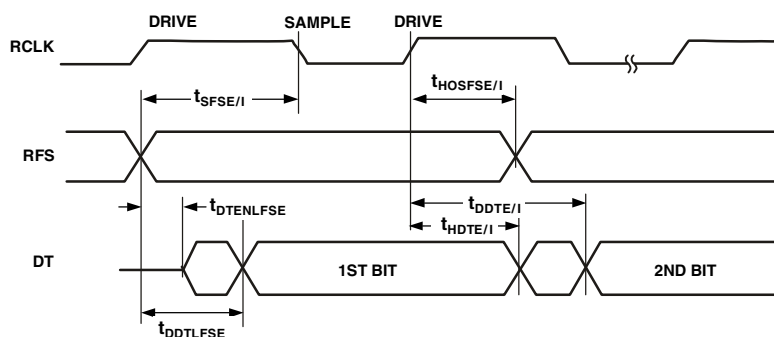 DRIVE SAMPLE DRIVE
RCLK
tSFSE/I
tHOSFSE/I
RFS
tDDTE/I
tDTENLFSE
tHDTE/I
DT
1ST BIT
2ND BIT
tDDTLFSE